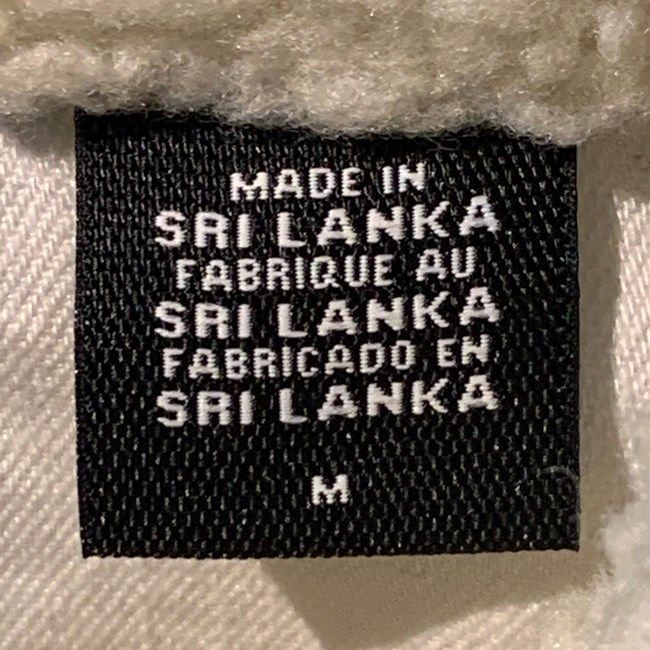 MADE IN
SRI LANKA
FABRIQUE AU
SRI LANKA
FABRICADO EN
SRI LANKA
M